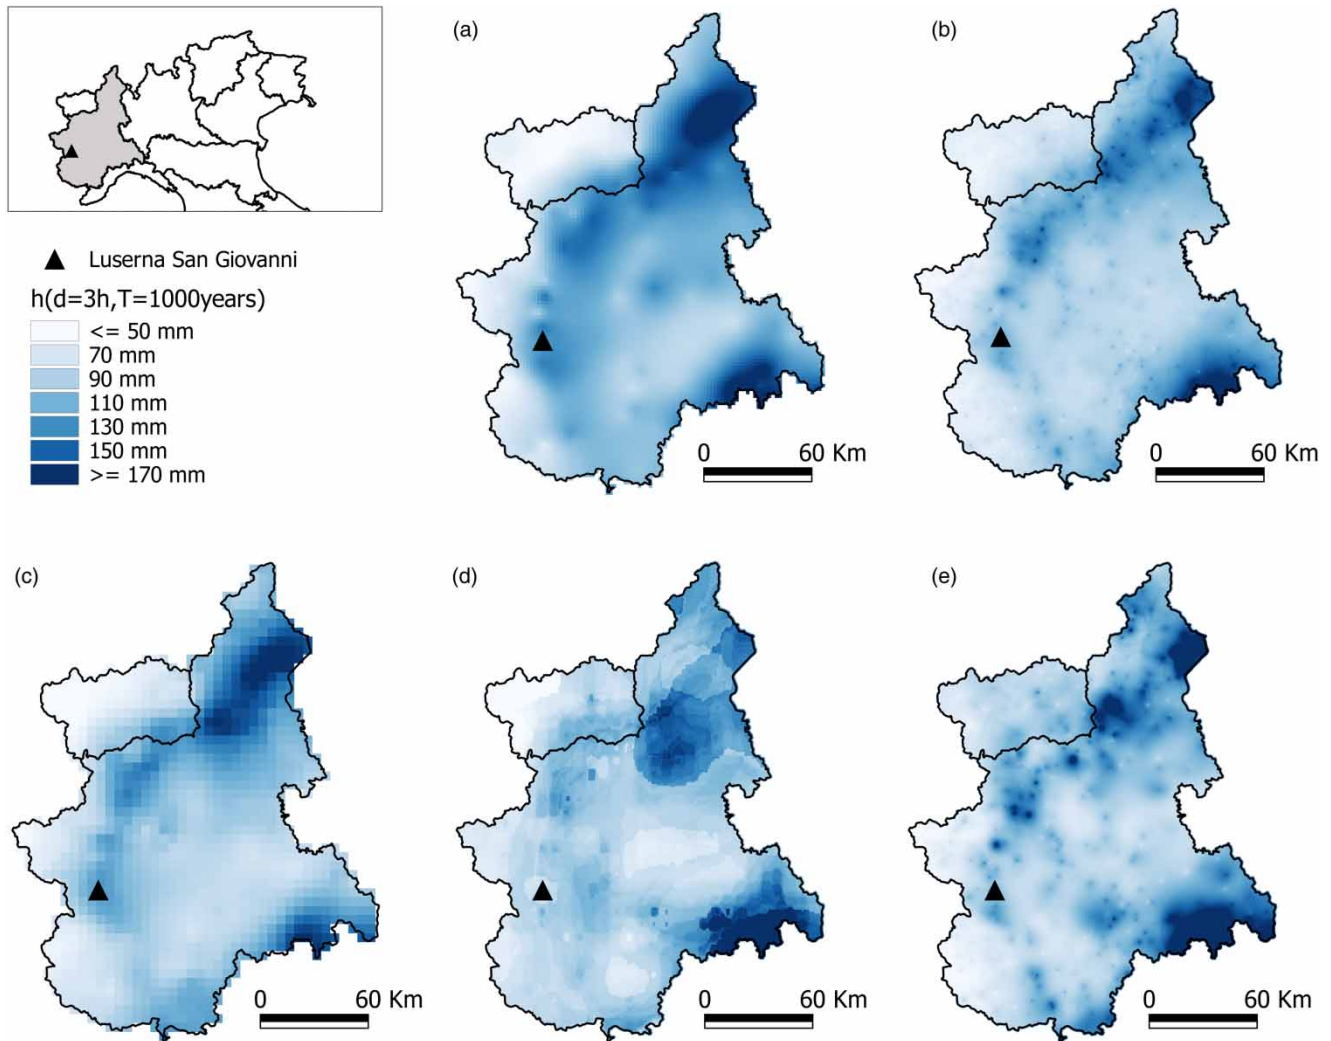 (a)
(b)
Luserna San Giovanni
h(d=3h,T=1000years)
<= 50 mm
70 mm
90 mm
110 mm
130 mm
150 mm
>= 170 mm
0 60 Km
0 60 Km
(c)
(d)
(e)
0 60 Km
0 60 Km
0 60 Km